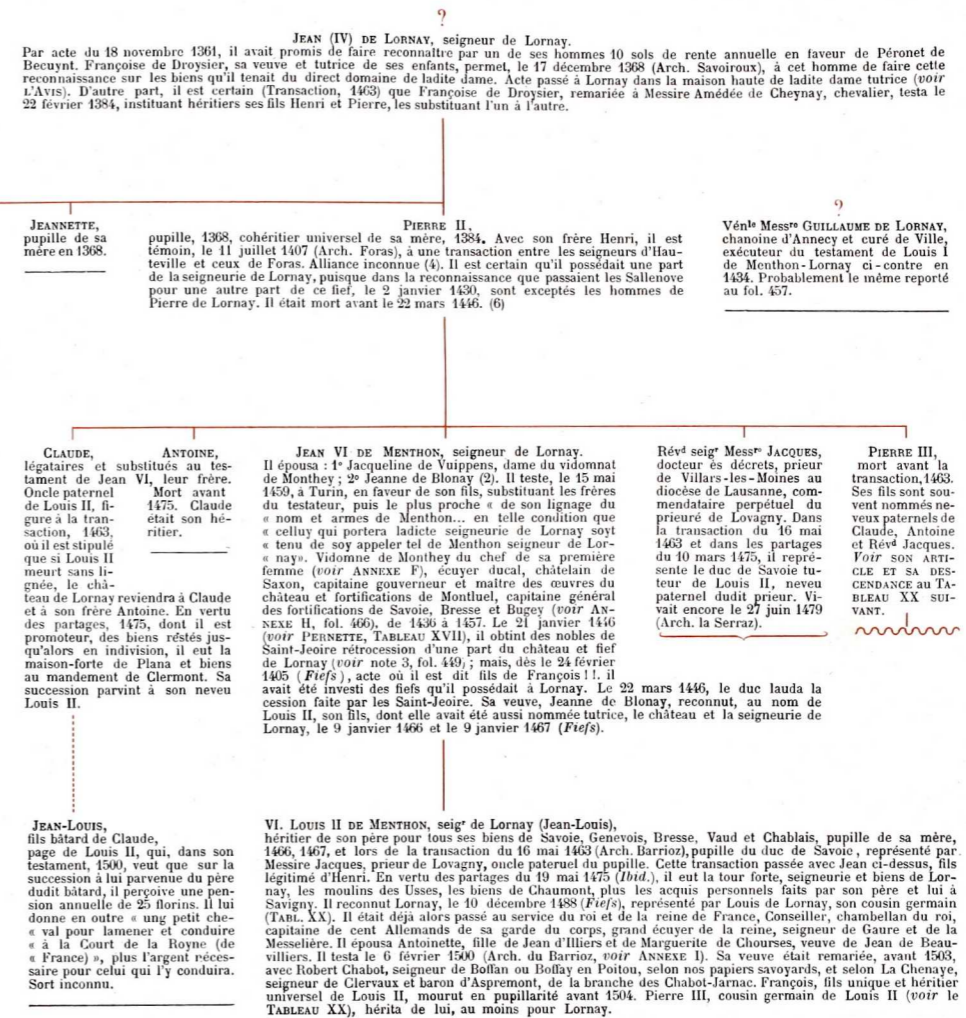 ?
JEAN (IV) DE LORNAY, seigneur de Lornay.
Par acte du 18 novembre 1361, il avait promis de faire reconnaître par un de ses hommes 10 sols de rente annuelle en faveur de Péronet de
Becuynt. Françoise de Droysier, sa veuve et tutrice de ses enfants, permet, le 17 décembre 1368 (Arch. Savoiroux), à cet homme de faire cette
reconnaissance sur les biens qu'il tenait du direct domaine de ladite dame. Acte passé à Lornay dans la maison haute de ladite dame tutrice (voir
L'AVIS). D'autre part, il est certain (Transaction, 1463) que Françoise de Droysier, remariée à Messire Amédée de Cheynay, chevalier, testa le
22 février 1384, instituant héritiers ses fils Henri et Pierre, les substituant l'un à l'autre.
JEANNETTE,
pupille de sa
mère en 1368.
PIERRE II,
pupille, 1368, cohéritier universel de sa mère, 1384. Avec son frère Henri, il est
témoin, le 11 juillet 1407 (Arch. Foras), à une transaction entre les seigneurs d'Hau-
teville et ceux de Foras. Alliance inconnue (4). Il est certain qu'il possédait une part
de la seigneurie de Lornay, puisque dans la reconnaissance que passaient les Sallenove
pour une autre part de ce fief, le 2 janvier 1430, sont exceptés les hommes de
Pierre de Lornay. Il était mort avant le 22 mars 1446. (6)
?
Vénle Messre GUILLAUME DE LORNAY,
chanoine d'Annecy et curé de Ville,
exécuteur du testament de Louis I
de Menthon-Lornay ci-contre en
1434. Probablement le même reporté
au fol. 457.
CLAUDE, ANTOINE,
légataires et substitués au tes-
tament de Jean VI, leur frère.
Oncle paternel
de Louis II, fi-
gure à la tran-
saction, 1463,
où il est stipulé
que si Louis II
meurt sans li-
gnée, le châ-
teau de Lornay reviendra à Claude
et à son frère Antoine. En vertu
des partages, 1475, dont il est
promoteur, des biens réstés jus-
qu'alors en indivision, il eut la
maison-forte de Plana et biens
au mandement de Clermont. Sa
succession parvint à son neveu
Louis II.
Mort avant
1475. Claude
était son hé-
ritier.
JEAN VI DE MENTHON, seigneur de Lornay.
Il épousa : 1° Jacqueline de Vuippens, dame du vidomnat
de Monthey ; 2° Jeanne de Blonay (2). Il teste, le 15 mai
1459, à Turin, en faveur de son fils, substituant les frères
du testateur, puis le plus proche « de son lignage du
« nom et armes de Menthon... en telle condition que
« celluy qui portera ladicte seigneurie de Lornay soyt
« tenu de soy appeler tel de Menthon seigneur de Lor-
« nay». Vidomne de Monthey du chef de sa première
femme (voir ANNEXE F), écuyer ducal, châtelain de
Saxon, capitaine gouverneur et maître des œuvres du
château et fortifications de Montluel, capitaine général
des fortifications de Savoie, Bresse et Bugey (voir AN-
NEXE H, fol. 466), de 1436 à 1457. Le 21 janvier 1446
(voir PERNETTE, TABLEAU XVII), il obtint des nobles de
Saint-Jeoire rétrocession d'une part du château et fief
de Lornay (voir note 3, fol. 449) ; mais, dès le 24 février
1405 (Fiefs), acte où il est dit fils de François ! !. il
avait été investi des fiefs qu'il possédait à Lornay. Le 22 mars 1446, le duc lauda la
cession faite par les Saint-Jeoire. Sa veuve, Jeanne de Blonay, reconnut, au nom de
Louis II, son fils, dont elle avait été aussi nommée tutrice, le château et la seigneurie de
Lornay, le 9 janvier 1466 et le 9 janvier 1467 (Fiefs).
Révd seigr Messre JACQUES,
docteur ès décrets, prieur
de Villars-les-Moines au
diocèse de Lausanne, com-
mendataire perpétuel du
prieuré de Lovagny. Dans
la transaction du 16 mai
1463 et dans les partages
du 10 mars 1475, il repré-
sente le duc de Savoie tu-
teur de Louis II, neveu
paternel dudit prieur. Vi-
vait encore le 27 juin 1479
(Arch. la Serraz).
PIERRE III,
mort avant la
transaction, 1463.
Ses fils sont sou-
vent nommés ne-
veux paternels de
Claude, Antoine
et Révd Jacques.
Voir SON ARTI-
CLE ET SA DES-
CENDANCE au TA-
BLEAU XX SUI-
VANT.
JEAN-LOUIS,
fils bâtard de Claude,
page de Louis II, qui, dans son
testament, 1500, veut que sur la
succession à lui parvenue du père
dudit bâtard, il perçoive une pen-
sion annuelle de 25 florins. Il lui
donne en outre « ung petit che-
« val pour lamener et conduire
« à la Court de la Royne (de
« France) », plus l'argent néces-
saire pour celui qui l'y conduira.
Sort inconnu.
VI. LOUIS II DE MENTHON, seigr de Lornay (Jean-Louis),
héritier de son père pour tous ses biens de Savoie, Genevois, Bresse, Vaud et Chablais, pupille de sa mère,
1466, 1467, et lors de la transaction du 16 mai 1463 (Arch. Barrioz), pupille du duc de Savoie, représenté par
Messire Jacques, prieur de Lovagny, oncle paternel du pupille. Cette transaction passée avec Jean ci-dessus, fils
légitimé d'Henri. En vertu des partages du 19 mai 1475 (Ibid.), il eut la tour forte, seigneurie et biens de Lor-
nay, les moulins des Usses, les biens de Chaumont, plus les acquis personnels faits par son père et lui à
Savigny. Il reconnut Lornay, le 10 décembre 1488 (Fiefs), représenté par Louis de Lornay, son cousin germain
(TABL. XX). Il était déjà alors passé au service du roi et de la reine de France, Conseiller, chambellan du roi,
capitaine de cent Allemands de sa garde du corps, grand écuyer de la reine, seigneur de Gaure et de la
Messelière. Il épousa Antoinette, fille de Jean d'Illiers et de Marguerite de Chourses, veuve de Jean de Beau-
villiers. Il testa le 6 février 1500 (Arch. du Barrioz, voir ANNEXE I). Sa veuve était remariée, avant 1503,
avec Robert Chabot, seigneur de Boffan ou Boffay en Poitou, selon nos papiers savoyards, et selon La Chenaye,
seigneur de Clervaux et baron d'Aspremont, de la branche des Chabot-Jarnac. François, fils unique et héritier
universel de Louis II, mourut en pupillarité avant 1504. Pierre III, cousin germain de Louis II (voir le
TABLEAU XX), hérita de lui, au moins pour Lornay.